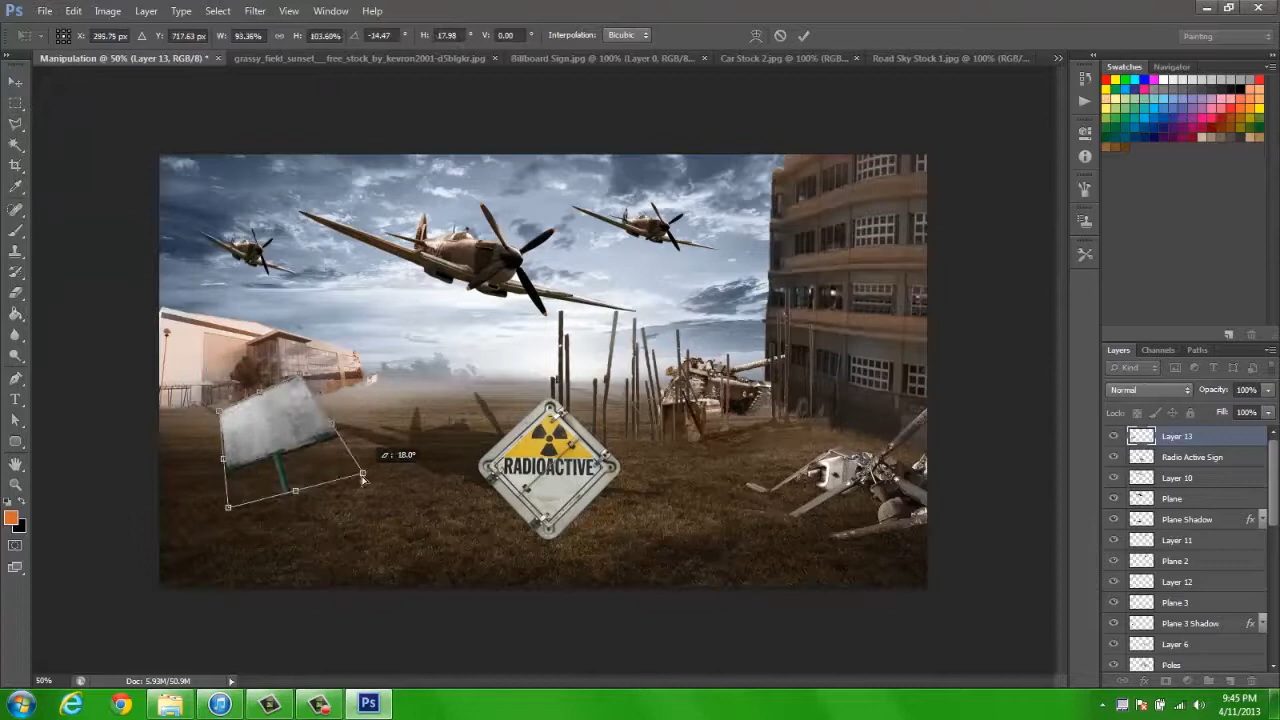 Ps File Edit Image Layer Type Select Filter View Window Help
X: 295.75 px Y: 717.63 px W: 93.36% H: 103.60% -14.47 ° H: 17.98 ° V: 0.00 ° Interpolation: Bicubic Painting
Manipulation @ 50% (Layer 13, RGB/8) * × grassy_field_sunset__free_stock_by_kevron2001-d5blgkr.jpg × Billboard Sign.jpg @ 100% (Layer 0, RGB/8... × Car Stock 2.jpg @ 100% (RGB/... × Road Sky Stock 1.jpg @ 100% (RGB/... >>
Swatches Navigator
RADIOACTIVE
: 18.0°
Layers Channels Paths
Kind
Normal Opacity: 100%
Lock: Fill: 100%
Layer 13
Radio Active Sign
Layer 10
Plane
Plane Shadow fx
Layer 11
Plane 2
Layer 12
Plane 3
Plane 3 Shadow fx
Layer 6
Poles
50% Doc: 5.93M/50.9M
9:45 PM
4/11/2013